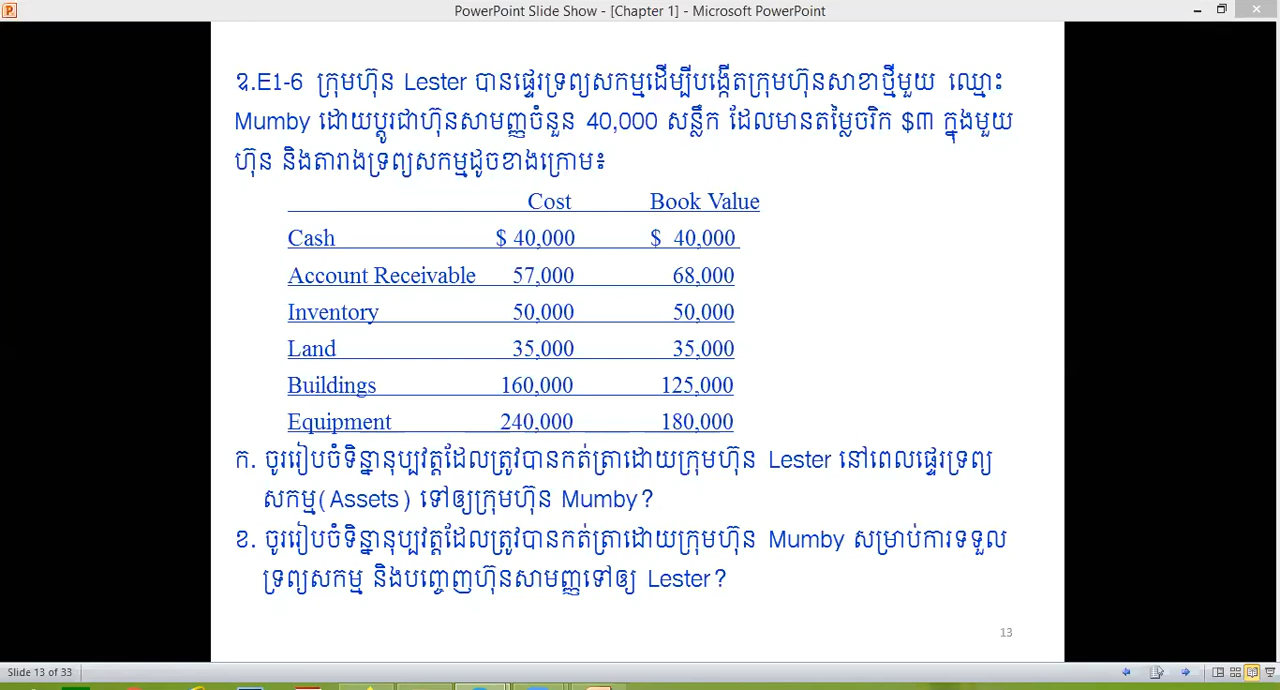 PowerPoint Slide Show - [Chapter 1] - Microsoft PowerPoint
ឧ.E1-6 ក្រុមហ៊ុន Lester បានផ្ទេរទ្រព្យសកម្មដើម្បីបង្កើតក្រុមហ៊ុនសាខាថ្មីមួយ ឈ្មោះ
Mumby ដោយប្ដូរជាហ៊ុនសាមញ្ញចំនួន 40,000 សន្លឹក ដែលមានតម្លៃចរិក $៣ ក្នុងមួយ
ហ៊ុន និងតារាងទ្រព្យសកម្មដូចខាងក្រោម៖
Cost Book Value
Cash $ 40,000 $ 40,000
Account Receivable 57,000 68,000
Inventory 50,000 50,000
Land 35,000 35,000
Buildings 160,000 125,000
Equipment 240,000 180,000
ក. ចូររៀបចំទិន្នានុប្បវត្តដែលត្រូវបានកត់ត្រាដោយក្រុមហ៊ុន Lester នៅពេលផ្ទេរទ្រព្យ
សកម្ម(Assets) ទៅឲ្យក្រុមហ៊ុន Mumby?
ខ. ចូររៀបចំទិន្នានុប្បវត្តដែលត្រូវបានកត់ត្រាដោយក្រុមហ៊ុន Mumby សម្រាប់ការទទួល
ទ្រព្យសកម្ម និងបញ្ចេញហ៊ុនសាមញ្ញទៅឲ្យ Lester?
13
Slide 13 of 33